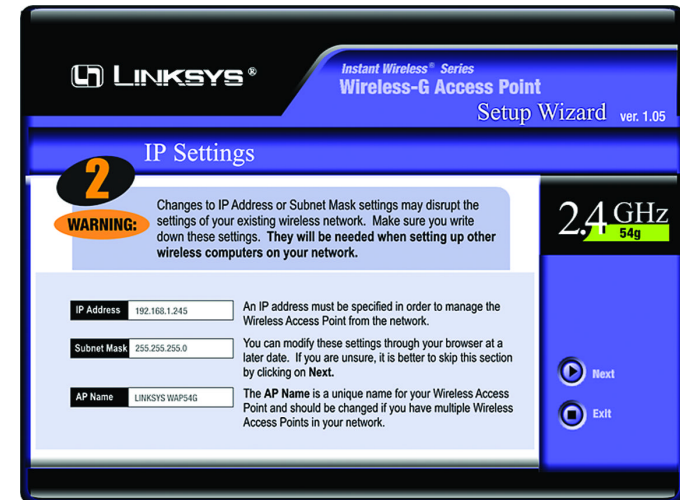 LINKSYS®
Instant Wireless® Series
Wireless-G Access Point
Setup Wizard ver. 1.05
IP Settings
2
WARNING:
Changes to IP Address or Subnet Mask settings may disrupt the
settings of your existing wireless network. Make sure you write
down these settings. They will be needed when setting up other
wireless computers on your network.
2.4 GHz
54g
IP Address 192.168.1.245
An IP address must be specified in order to manage the
Wireless Access Point from the network.
Subnet Mask 255.255.255.0
You can modify these settings through your browser at a
later date. If you are unsure, it is better to skip this section
by clicking on Next.
AP Name LINKSYS WAP54G
The AP Name is a unique name for your Wireless Access
Point and should be changed if you have multiple Wireless
Access Points in your network.
Next
Exit